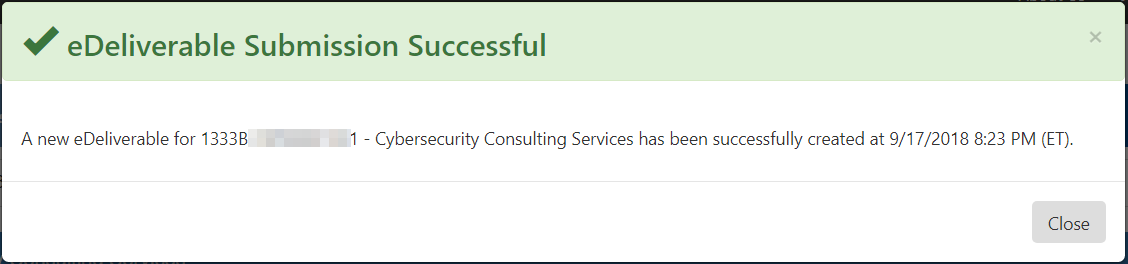 eDeliverable Submission Successful
×
A new eDeliverable for 1333B 1 - Cybersecurity Consulting Services has been successfully created at 9/17/2018 8:23 PM (ET).
Close